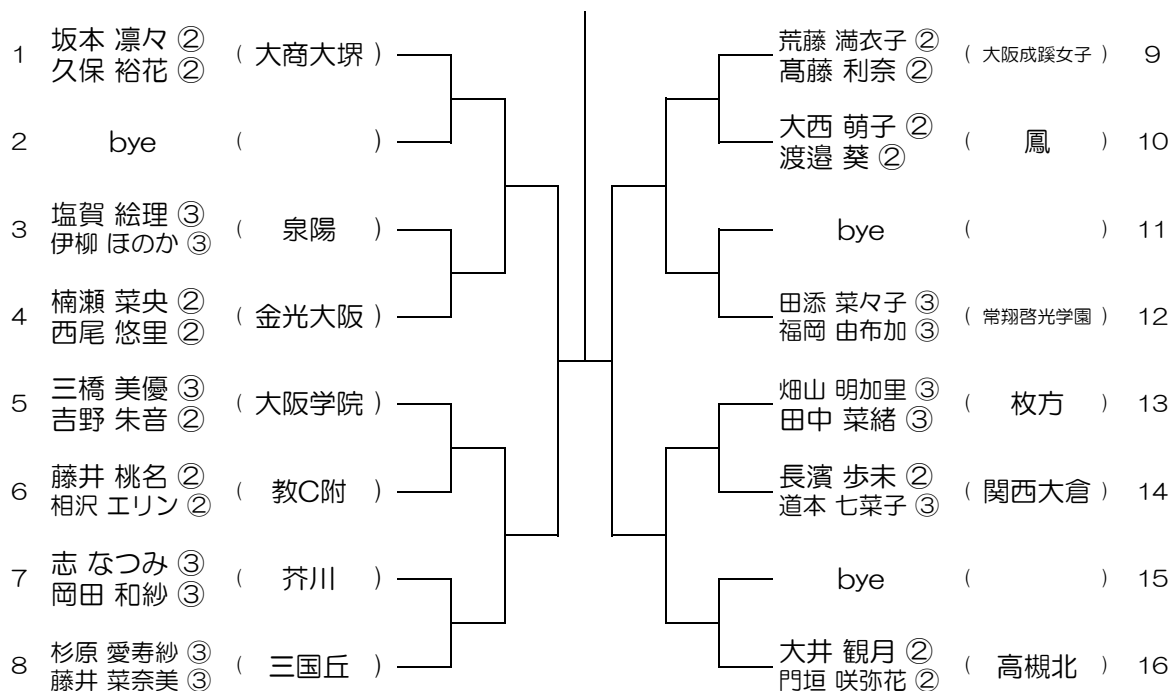 1 坂本 凛々 ② ( 大商大堺 )
久保 裕花 ②
2 bye ( )
3 塩賀 絵理 ③ ( 泉陽 )
伊柳 ほのか ③
4 楠瀬 菜央 ② ( 金光大阪 )
西尾 悠里 ②
5 三橋 美優 ③ ( 大阪学院 )
吉野 朱音 ②
6 藤井 桃名 ② ( 教C附 )
相沢 エリン ②
7 志 なつみ ③ ( 芥川 )
岡田 和紗 ③
8 杉原 愛寿紗 ③ ( 三国丘 )
藤井 菜奈美 ③
荒藤 満衣子 ② ( 大阪成蹊女子 ) 9
髙藤 利奈 ②
大西 萌子 ② ( 鳳 ) 10
渡邉 葵 ②
bye ( ) 11
田添 菜々子 ③ ( 常翔啓光学園 ) 12
福岡 由布加 ③
畑山 明加里 ③ ( 枚方 ) 13
田中 菜緒 ③
長濱 歩未 ② ( 関西大倉 ) 14
道本 七菜子 ③
bye ( ) 15
大井 観月 ② ( 高槻北 ) 16
門垣 咲弥花 ②